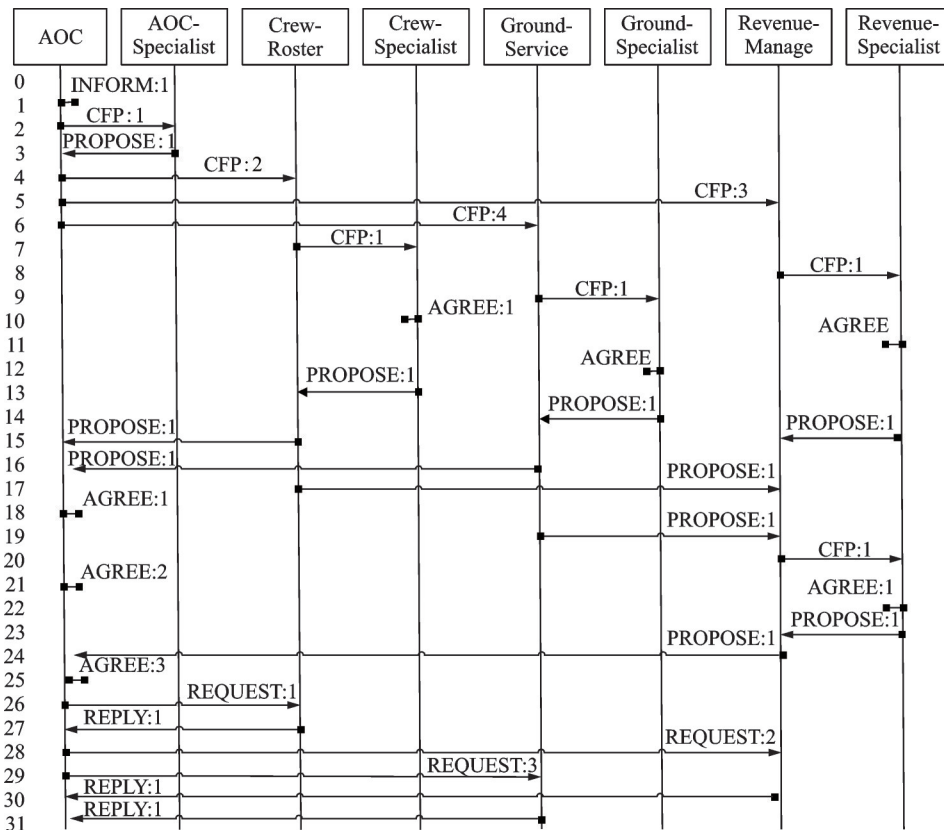 AOC
AOC-
Specialist
Crew-
Roster
Crew-
Specialist
Ground-
Service
Ground-
Specialist
Revenue-
Manage
Revenue-
Specialist
0
INFORM:1
1
CFP:1
2
PROPOSE:1
3
CFP:2
4
CFP:3
5
CFP:4
6
CFP:1
7
CFP:1
8
CFP:1
9
AGREE:1
10
AGREE
11
AGREE
12
PROPOSE:1
13
PROPOSE:1
14
PROPOSE:1
PROPOSE:1
15
PROPOSE:1
16
PROPOSE:1
17
AGREE:1
18
PROPOSE:1
19
CFP:1
20
AGREE:2
21
AGREE:1
22
PROPOSE:1
23
PROPOSE:1
24
AGREE:3
25
REQUEST:1
26
REPLY:1
27
REQUEST:2
28
REQUEST:3
29
REPLY:1
30
REPLY:1
31